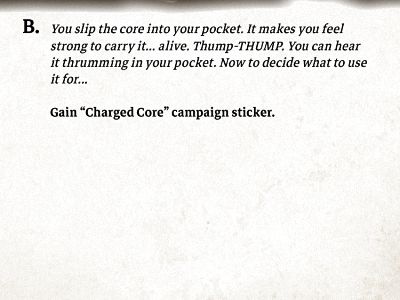 B. You slip the core into your pocket. It makes you feel
strong to carry it... alive. Thump-THUMP. You can hear
it thrumming in your pocket. Now to decide what to use
it for...
Gain “Charged Core” campaign sticker.